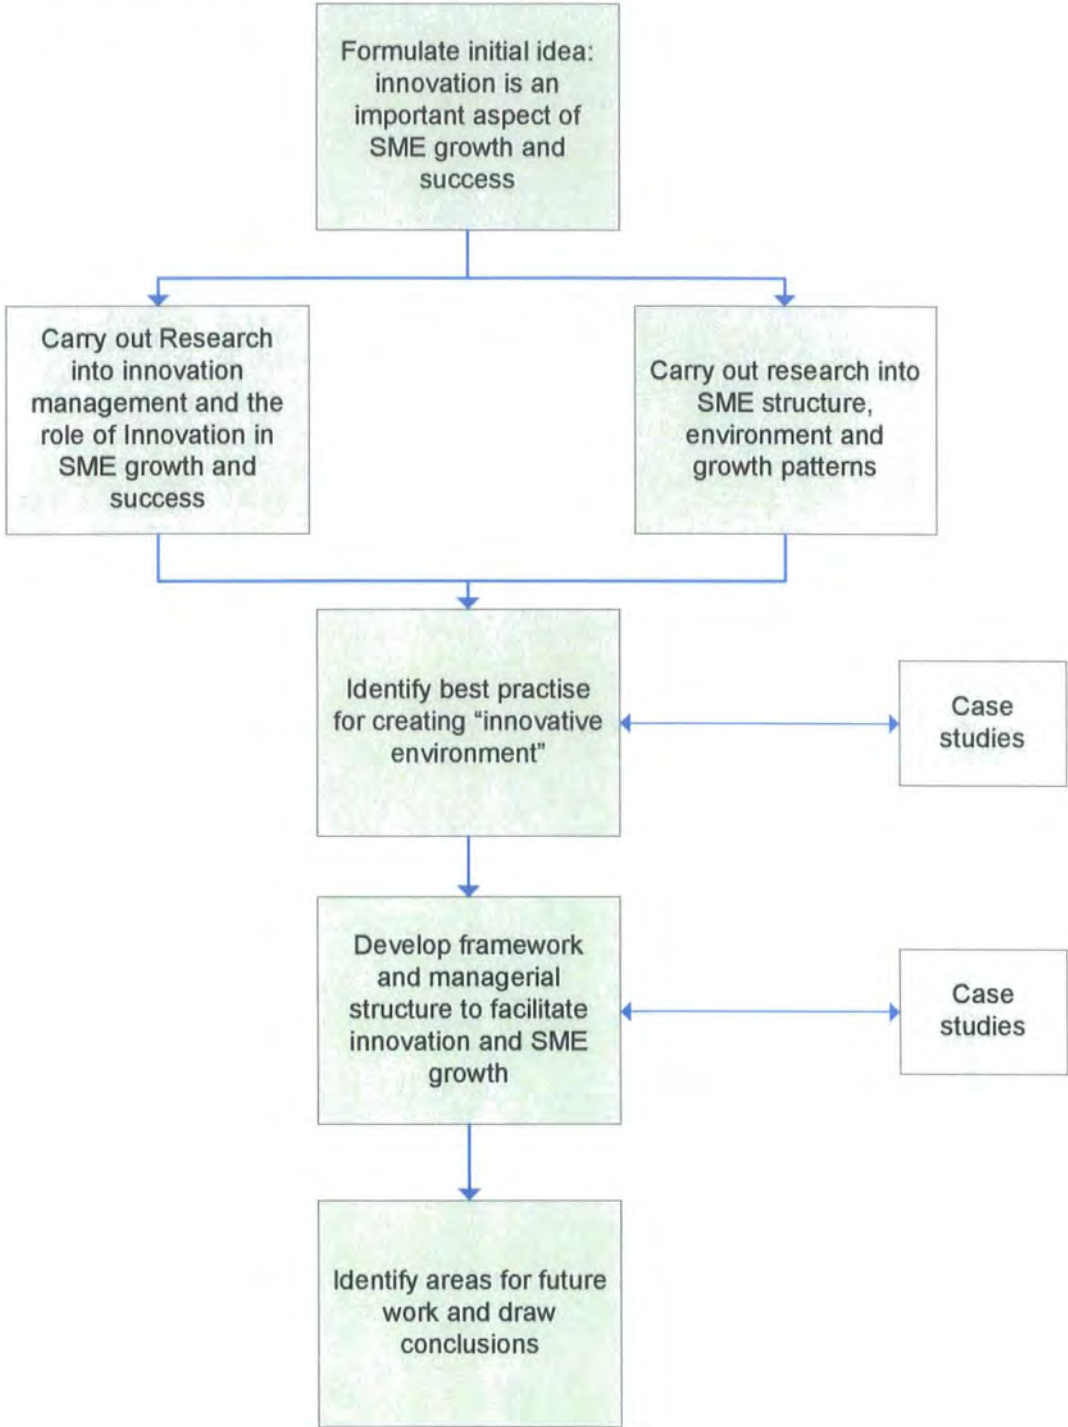 Formulate initial idea:
innovation is an
important aspect of
SME growth and
success
Carry out Research
into innovation
management and the
role of Innovation in
SME growth and
success
Carry out research into
SME structure,
environment and
growth patterns
Identify best practise
for creating “innovative
environment”
Case
studies
Develop framework
and managerial
structure to facilitate
innovation and SME
growth
Case
studies
Identify areas for future
work and draw
conclusions